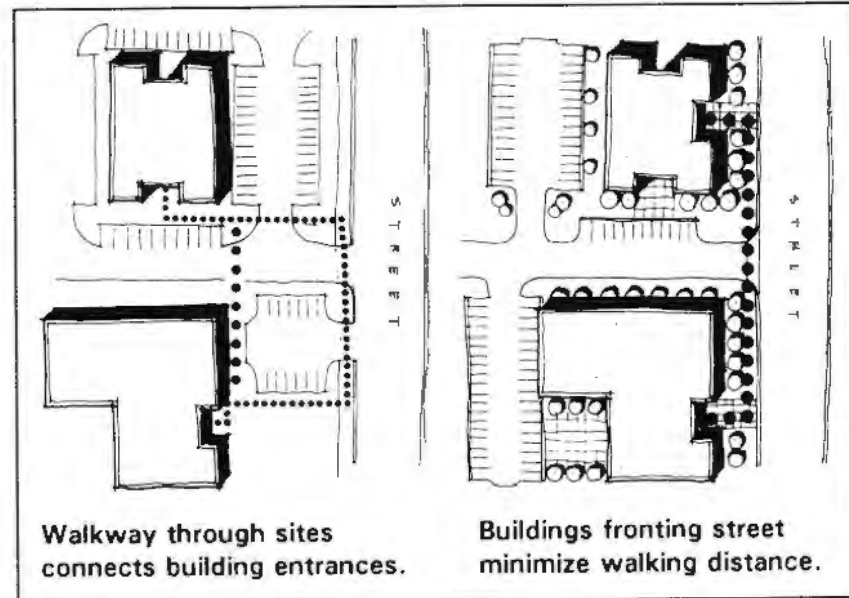 STREET
STREET
Walkway through sites
connects building entrances.
Buildings fronting street
minimize walking distance.